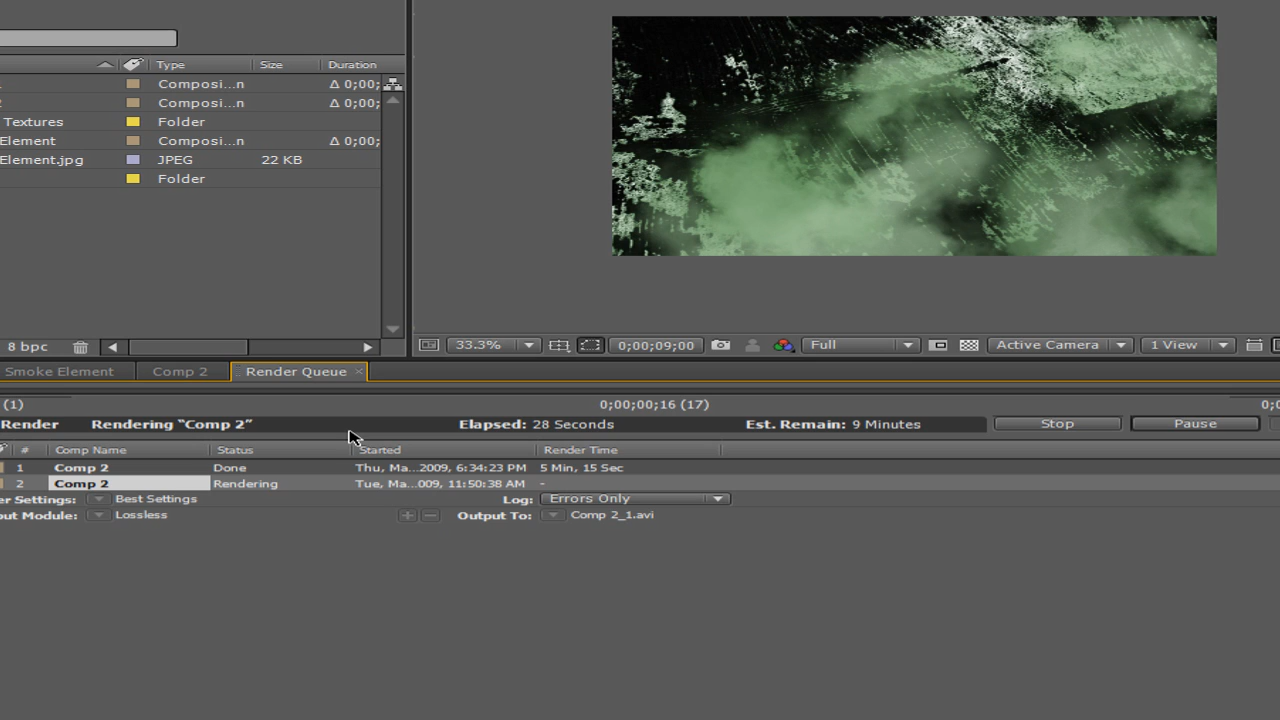 Type Size Duration
Composi...n Δ 0;00;
Composi...n Δ 0;00;
Textures Folder
Element Composi...n Δ 0;00;
Element.jpg JPEG 22 KB
Folder
8 bpc
33.3% 0;00;09;00 Full Active Camera 1 View
Smoke Element Comp 2 Render Queue ×
(1) 0;00;00;16 (17)
Render Rendering “Comp 2” Elapsed: 28 Seconds Est. Remain: 9 Minutes Stop Pause
# Comp Name Status Started Render Time
1 Comp 2 Done Thu, Ma...2009, 6:34:23 PM 5 Min, 15 Sec
2 Comp 2 Rendering Tue, Ma...009, 11:50:38 AM -
er Settings: Best Settings Log: Errors Only
out Module: Lossless + − Output To: Comp 2_1.avi